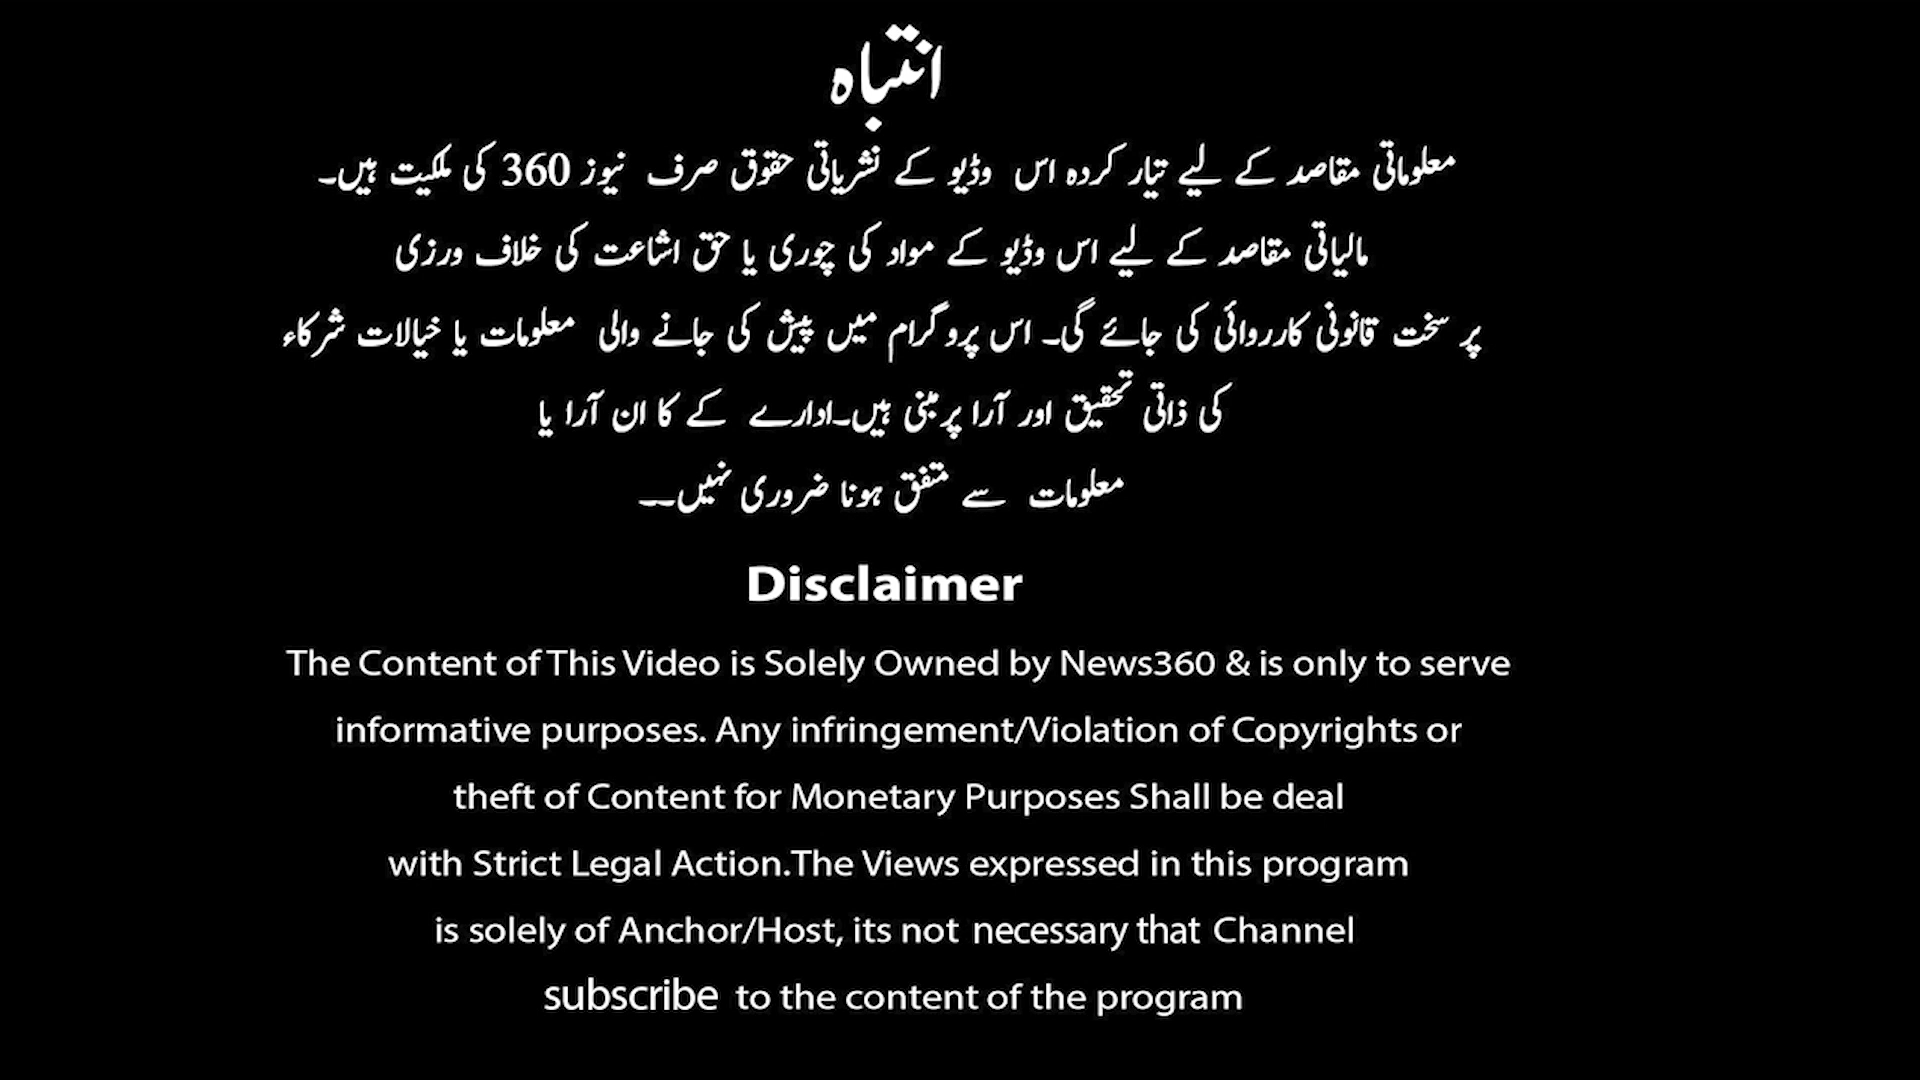 انتباہ
معلوماتی مقاصد کے لیے تیار کردہ اس وڈیو کے نشریاتی حقوق صرف نیوز 360 کی ملکیت ہیں۔
مالیاتی مقاصد کے لیے اس وڈیو کے مواد کی چوری یا حق اشاعت کی خلاف ورزی
پر سخت قانونی کارروائی کی جائے گی۔ اس پروگرام میں پیش کی جانے والی معلومات یا خیالات شرکاء
کی ذاتی تحقیق اور آرا پر مبنی ہیں۔ادارے کے کا ان آرا یا
معلومات سے متفق ہونا ضروری نہیں۔۔
Disclaimer
The Content of This Video is Solely Owned by News360 & is only to serve
informative purposes. Any infringement/Violation of Copyrights or
theft of Content for Monetary Purposes Shall be deal
with Strict Legal Action.The Views expressed in this program
is solely of Anchor/Host, its not necessary that Channel
subscribe to the content of the program